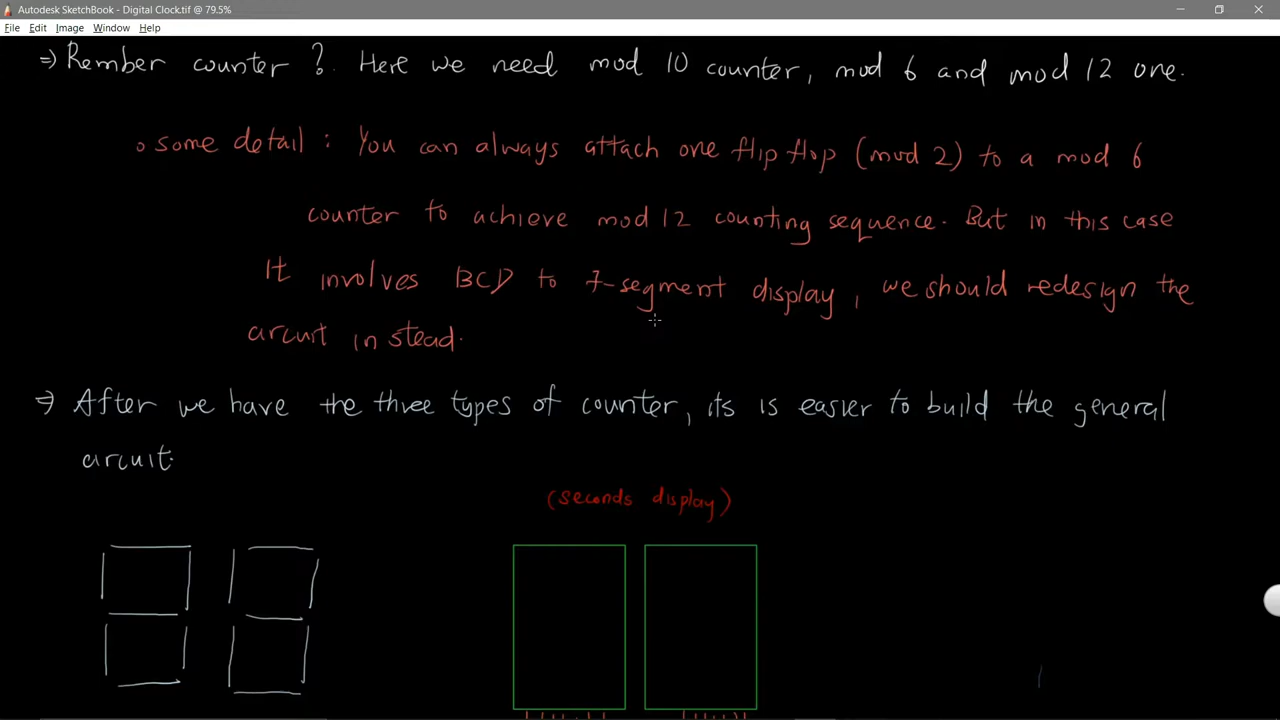 Autodesk SketchBook - Digital Clock.tif @ 79.5%
File Edit Image Window Help
⇒ Rember counter ? Here we need mod 10 counter, mod 6 and mod 12 one.
o some detail : You can always attach one flip flop (mod 2) to a mod 6
counter to achieve mod 12 counting sequence. But in this case
It involves BCD to 7-segment display, we should redesign the
circuit in stead.
⇒ After we have the three types of counter, its is easier to build the general
circuit.
(seconds display)